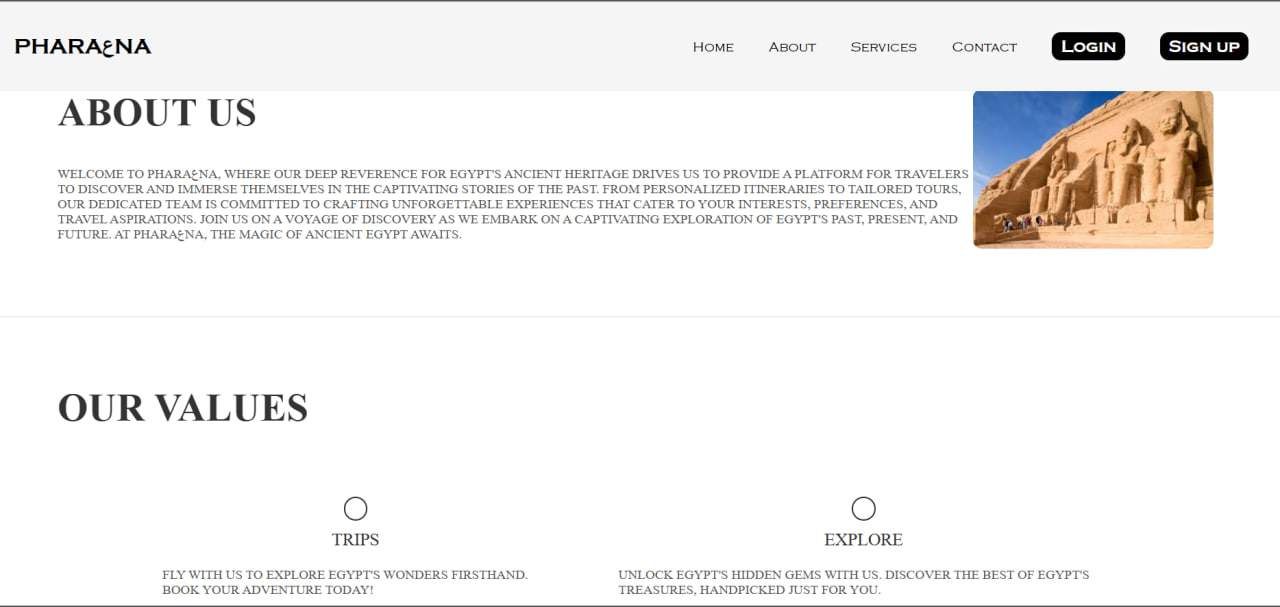 PHARAعNA
Home About Services Contact Login Sign up
ABOUT US
WELCOME TO PHARAعNA, WHERE OUR DEEP REVERENCE FOR EGYPT'S ANCIENT HERITAGE DRIVES US TO PROVIDE A PLATFORM FOR TRAVELERS
TO DISCOVER AND IMMERSE THEMSELVES IN THE CAPTIVATING STORIES OF THE PAST. FROM PERSONALIZED ITINERARIES TO TAILORED TOURS,
OUR DEDICATED TEAM IS COMMITTED TO CRAFTING UNFORGETTABLE EXPERIENCES THAT CATER TO YOUR INTERESTS, PREFERENCES, AND
TRAVEL ASPIRATIONS. JOIN US ON A VOYAGE OF DISCOVERY AS WE EMBARK ON A CAPTIVATING EXPLORATION OF EGYPT'S PAST, PRESENT, AND
FUTURE. AT PHARAعNA, THE MAGIC OF ANCIENT EGYPT AWAITS.
OUR VALUES
TRIPS
FLY WITH US TO EXPLORE EGYPT'S WONDERS FIRSTHAND.
BOOK YOUR ADVENTURE TODAY!
EXPLORE
UNLOCK EGYPT'S HIDDEN GEMS WITH US. DISCOVER THE BEST OF EGYPT'S
TREASURES, HANDPICKED JUST FOR YOU.